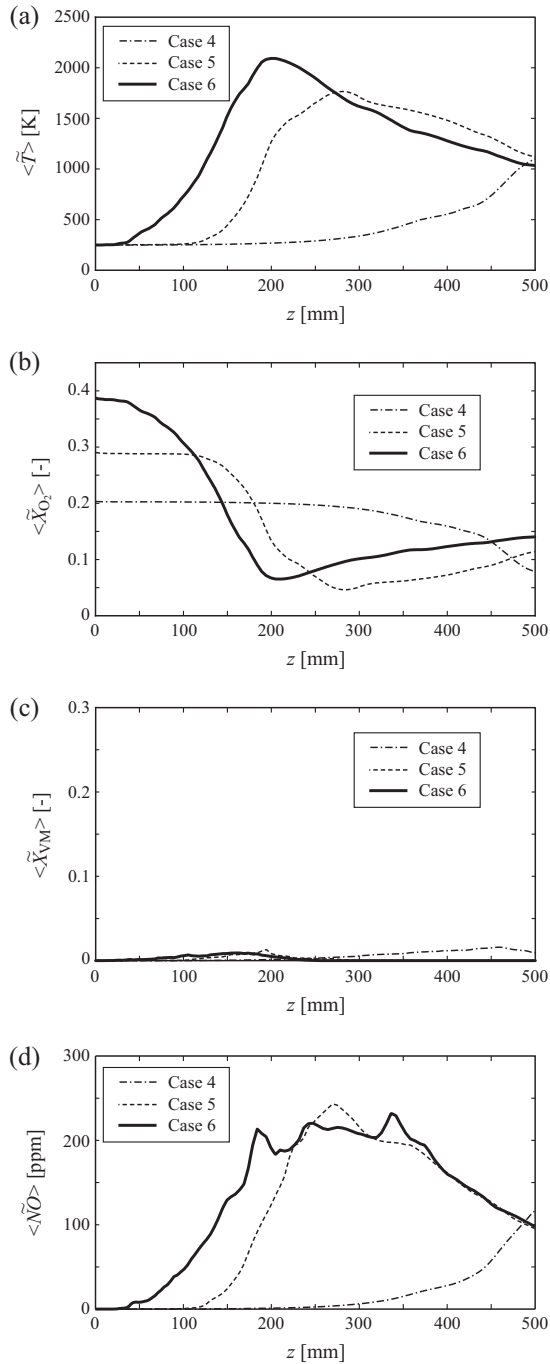 (a)
2500
2000
1500
1000
500
0
<T̃> [K]
Case 4
Case 5
Case 6
0 100 200 300 400 500
z [mm]
(b)
0.4
0.3
0.2
0.1
0
<X̃O₂> [-]
Case 4
Case 5
Case 6
0 100 200 300 400 500
z [mm]
(c)
0.3
0.2
0.1
0
<X̃VM> [-]
Case 4
Case 5
Case 6
0 100 200 300 400 500
z [mm]
(d)
300
200
100
0
<ÑO> [ppm]
Case 4
Case 5
Case 6
0 100 200 300 400 500
z [mm]